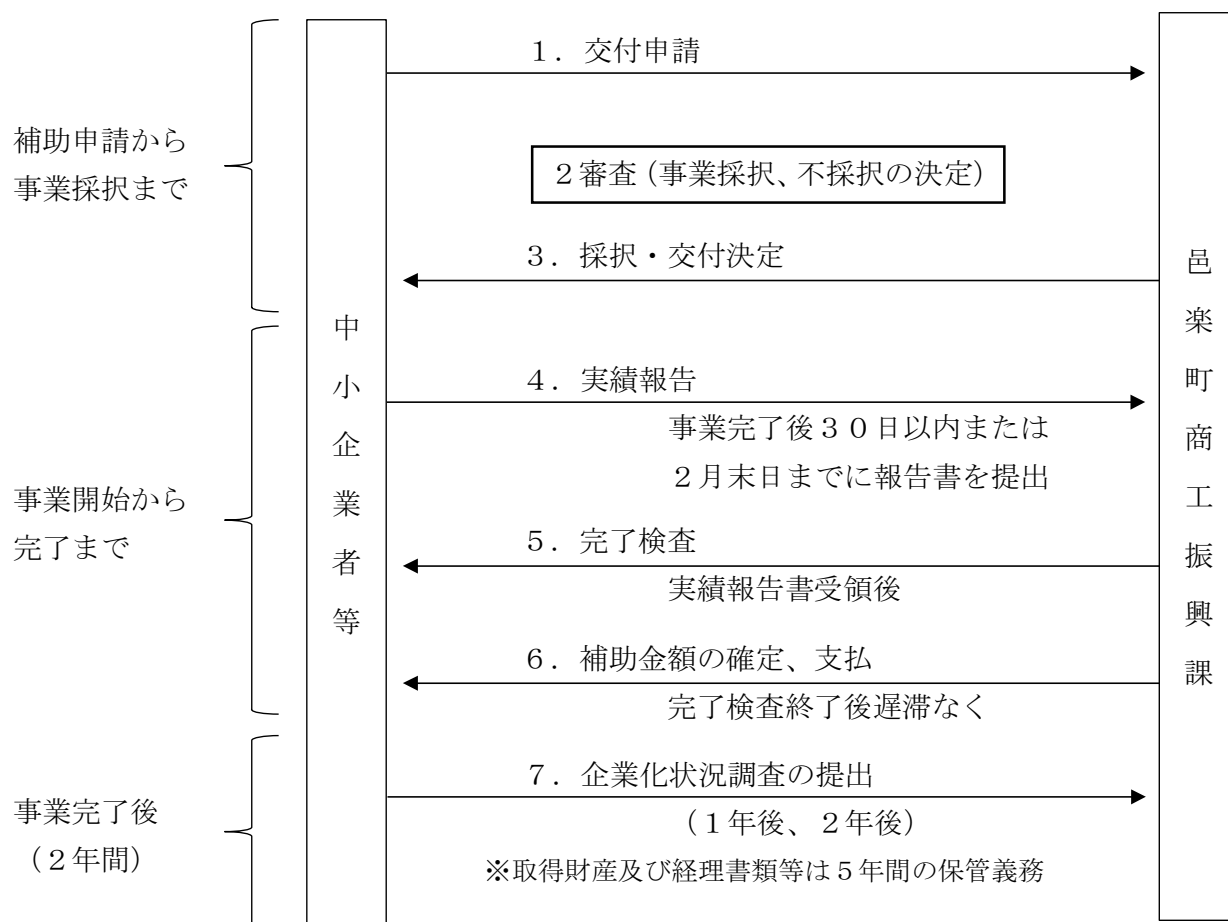 補助申請から
事業採択まで
事業開始から
完了まで
事業完了後
（２年間）
中小企業者等
１．交付申請
２審査（事業採択、不採択の決定）
３．採択・交付決定
４．実績報告
事業完了後３０日以内または
２月末日までに報告書を提出
５．完了検査
実績報告書受領後
６．補助金額の確定、支払
完了検査終了後遅滞なく
７．企業化状況調査の提出
（１年後、２年後）
※取得財産及び経理書類等は５年間の保管義務
邑楽町商工振興課